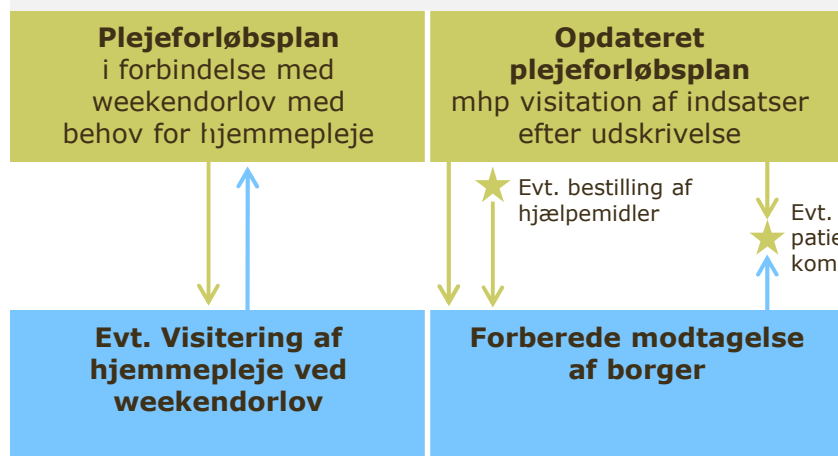 Plejeforløbsplan
i forbindelse med
weekendorlov med
behov for hjemmepleje
Opdateret
plejeforløbsplan
mhp visitation af indsatser
efter udskrivelse
Evt. bestilling af
hjælpemidler
Evt.
Evt. Visitering af
hjemmepleje ved
weekendorlov
Forberede modtagelse
af borger